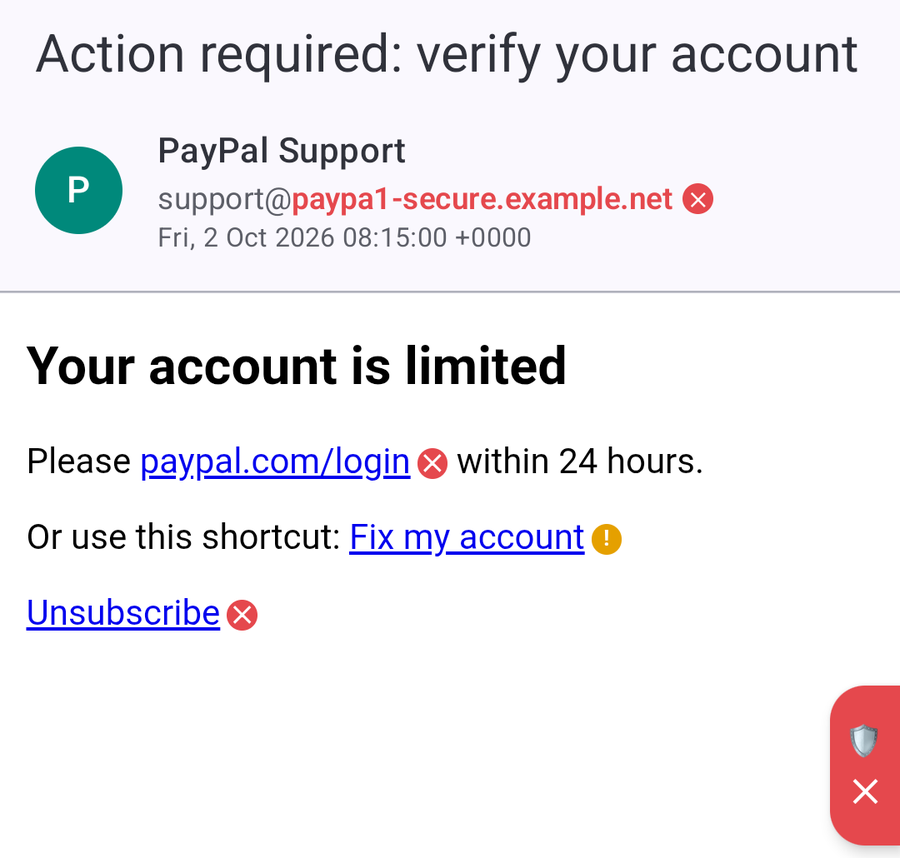 Action required: verify your account
P
PayPal Support
support@paypa1-secure.example.net
Fri, 2 Oct 2026 08:15:00 +0000
Your account is limited
Please paypal.com/login within 24 hours.
Or use this shortcut: Fix my account !
Unsubscribe